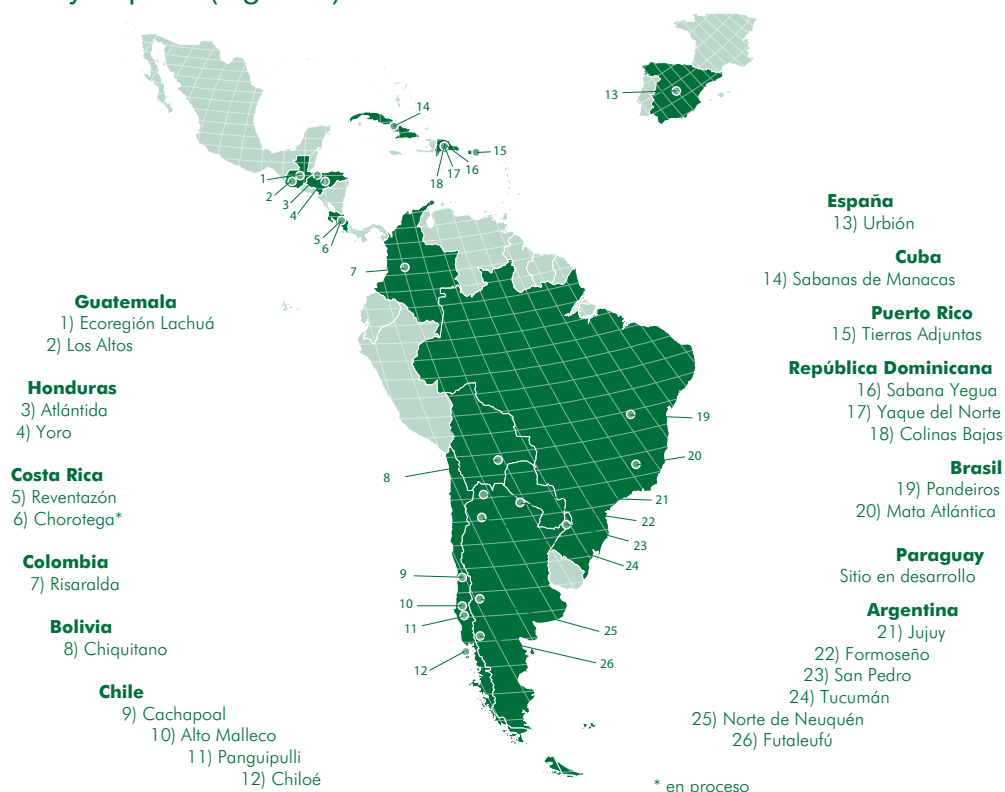 13
14
15
16
17
18
1
2
3
4
5
6
7
8
19
20
21
22
23
24
9
10
11
12
25
26
Guatemala
1) Ecoregión Lachuá
2) Los Altos
Honduras
3) Atlántida
4) Yoro
Costa Rica
5) Reventazón
6) Chorotega*
Colombia
7) Risaralda
Bolivia
8) Chiquitano
Chile
9) Cachapoal
10) Alto Malleco
11) Panguipulli
12) Chiloé
España
13) Urbión
Cuba
14) Sabanas de Manacas
Puerto Rico
15) Tierras Adjuntas
República Dominicana
16) Sabana Yegua
17) Yaque del Norte
18) Colinas Bajas
Brasil
19) Pandeiros
20) Mata Atlántica
Paraguay
Sitio en desarrollo
Argentina
21) Jujuy
22) Formoseño
23) San Pedro
24) Tucumán
25) Norte de Neuquén
26) Futaleufú
* en proceso